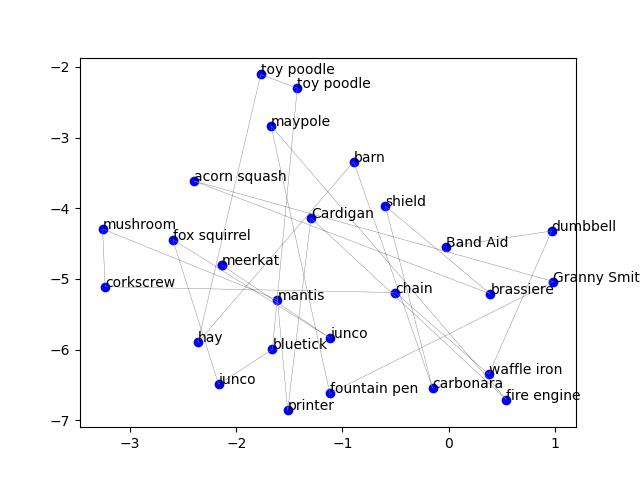 toy poodle
−2
toy poodle
maypole
−3
barn
acorn squash
shield
−4
Cardigan
mushroom
dumbbell
fox squirrel
Band Aid
meerkat
−5
Granny Smit
corkscrew
chain
brassiere
mantis
junco
hay
bluetick
−6
waffle iron
junco
carbonara
fountain pen
fire engine
printer
−7
−3 −2 −1 0 1